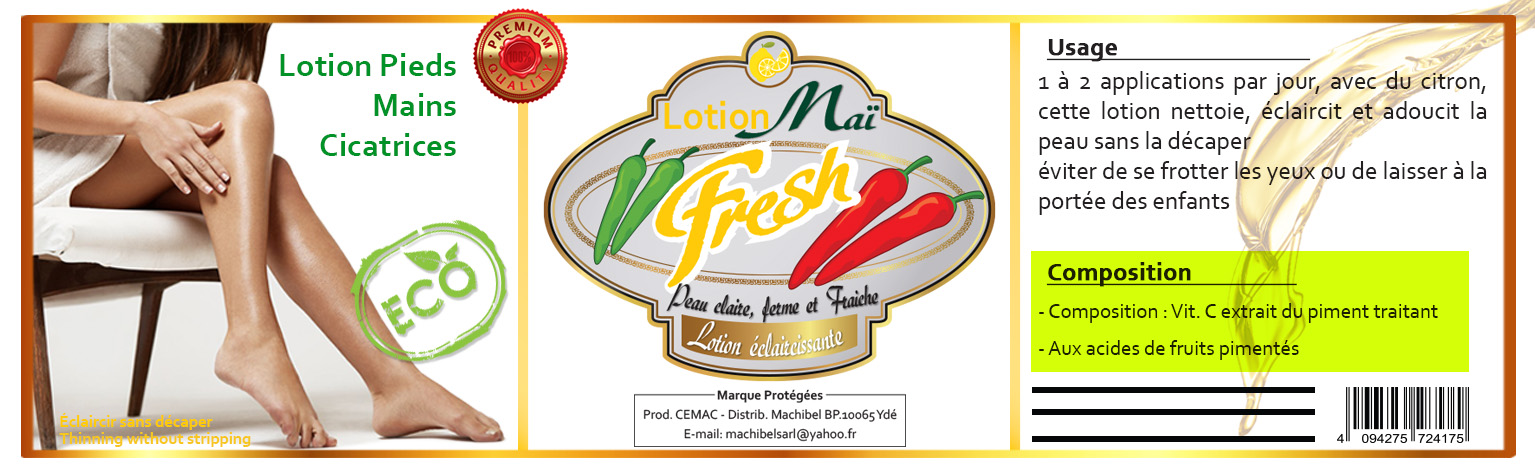 Lotion Pieds
Mains
Cicatrices
PREMIUM
100%
QUALITY
ECO
Éclaircir sans décaper
Thinning without stripping
Lotion Maï
Fresh
Peau claire, ferme et Fraiche
Lotion éclaircissante
Marque Protégées
Prod. CEMAC - Distrib. Machibel BP.10065 Ydé
E-mail: machibelsarl@yahoo.fr
Usage
1 à 2 applications par jour, avec du citron,
cette lotion nettoie, éclaircit et adoucit la
peau sans la décaper
éviter de se frotter les yeux ou de laisser à la
portée des enfants
Composition
- Composition : Vit. C extrait du piment traitant
- Aux acides de fruits pimentés
4 094275 724175